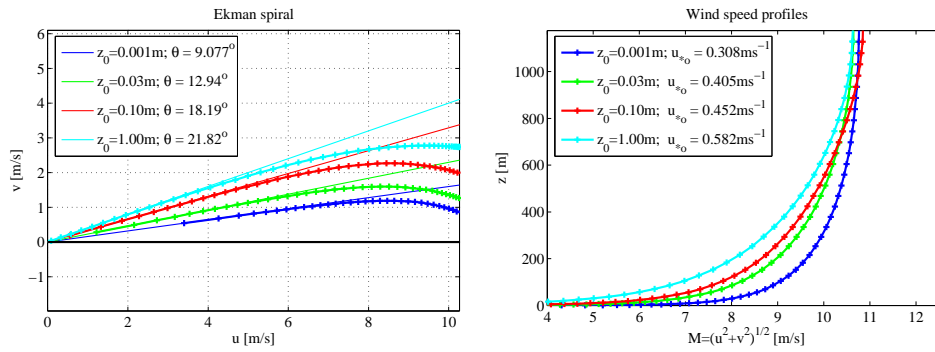 Ekman spiral
6
5
4
3
2
1
0
−1
v [m/s]
z0=0.001m; θ = 9.077o
z0=0.03m; θ = 12.94o
z0=0.10m; θ = 18.19o
z0=1.00m; θ = 21.82o
0 2 4 6 8 10
u [m/s]
Wind speed profiles
1000
800
600
400
200
0
z [m]
z0=0.001m; u*o = 0.308ms-1
z0=0.03m; u*o = 0.405ms-1
z0=0.10m; u*o = 0.452ms-1
z0=1.00m; u*o = 0.582ms-1
4 5 6 7 8 9 10 11 12
M=(u2+v2)1/2 [m/s]